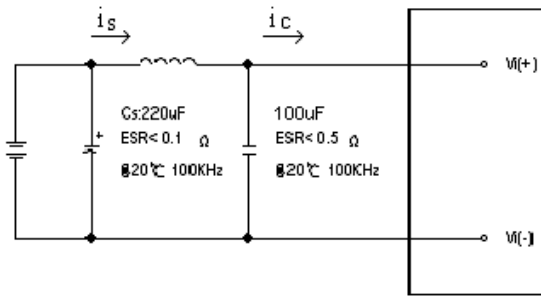 is
ic
Vi(+)
+
Cs:220uF
ESR<0.1 Ω
@20℃ 100KHz
100uF
ESR<0.5 Ω
@20℃ 100KHz
Vi(-)